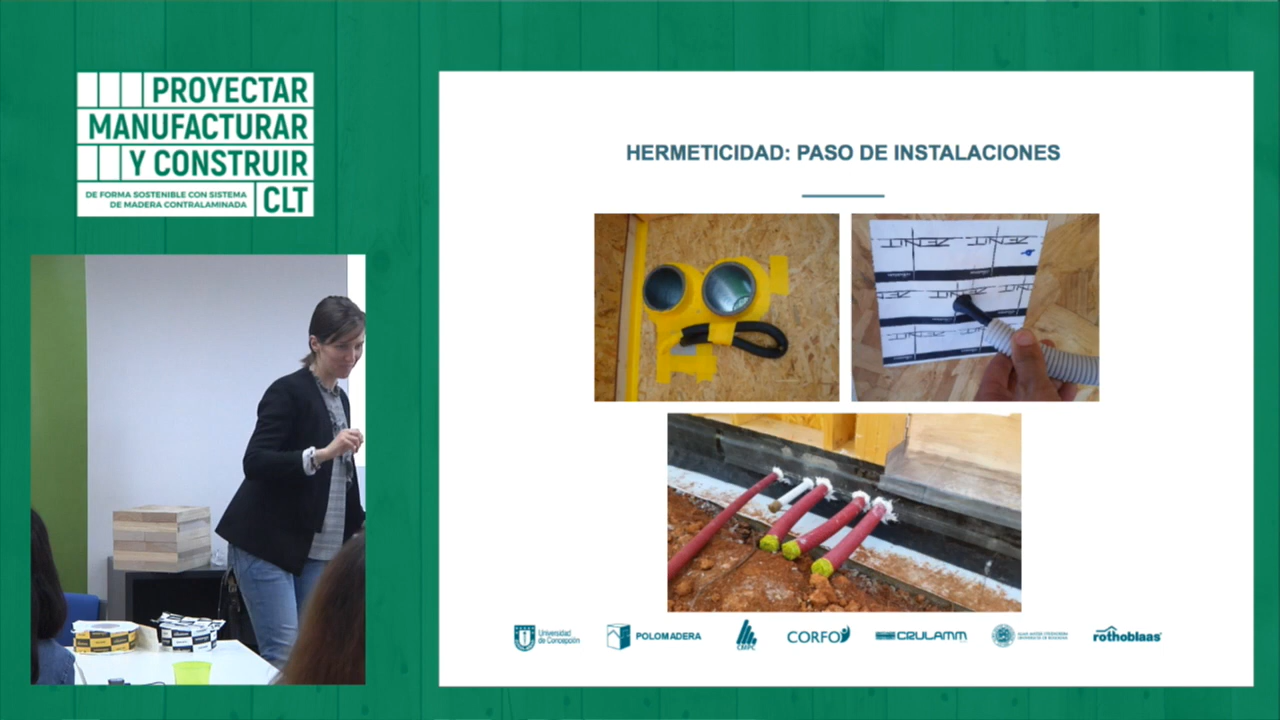 PROYECTAR
MANUFACTURAR
Y CONSTRUIR
DE FORMA SOSTENIBLE CON SISTEMA
DE MADERA CONTRALAMINADA
CLT
HERMETICIDAD: PASO DE INSTALACIONES
Universidad
de Concepción
POLOMADERA
CMPC
CORFO
CRULAMM
rothoblaas